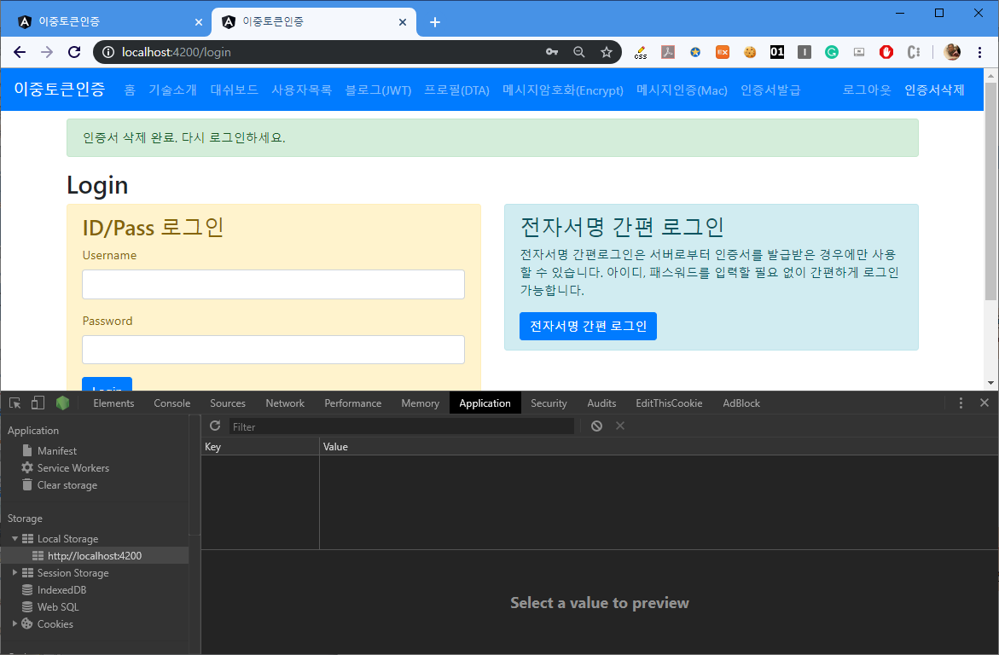 이중토큰인증
이중토큰인증
localhost:4200/login
이중토큰인증 홈 기술소개 대쉬보드 사용자목록 블로그(JWT) 프로필(DTA) 메시지암호화(Encrypt) 메시지인증(Mac) 인증서발급 로그아웃 인증서삭제
인증서 삭제 완료. 다시 로그인하세요.
Login
ID/Pass 로그인
Username
Password
Login
전자서명 간편 로그인
전자서명 간편로그인은 서버로부터 인증서를 발급받은 경우에만 사용
할 수 있습니다. 아이디, 패스워드를 입력할 필요 없이 간편하게 로그인
가능합니다.
전자서명 간편 로그인
Elements Console Sources Network Performance Memory Application Security Audits EditThisCookie AdBlock
Application
Manifest
Service Workers
Clear storage
Storage
Local Storage
http://localhost:4200
Session Storage
IndexedDB
Web SQL
Cookies
Filter
Key Value
Select a value to preview